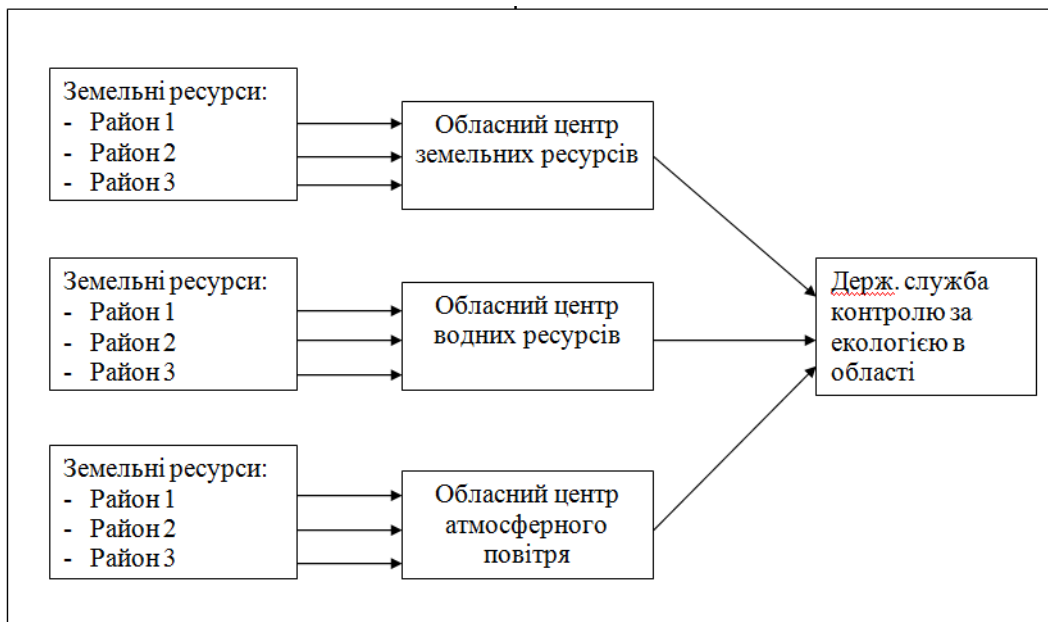 Земельні ресурси:
- Район 1
- Район 2
- Район 3
Обласний центр
земельних ресурсів
Земельні ресурси:
- Район 1
- Район 2
- Район 3
Обласний центр
водних ресурсів
Держ. служба
контролю за
екологією в
області
Земельні ресурси:
- Район 1
- Район 2
- Район 3
Обласний центр
атмосферного
повітря